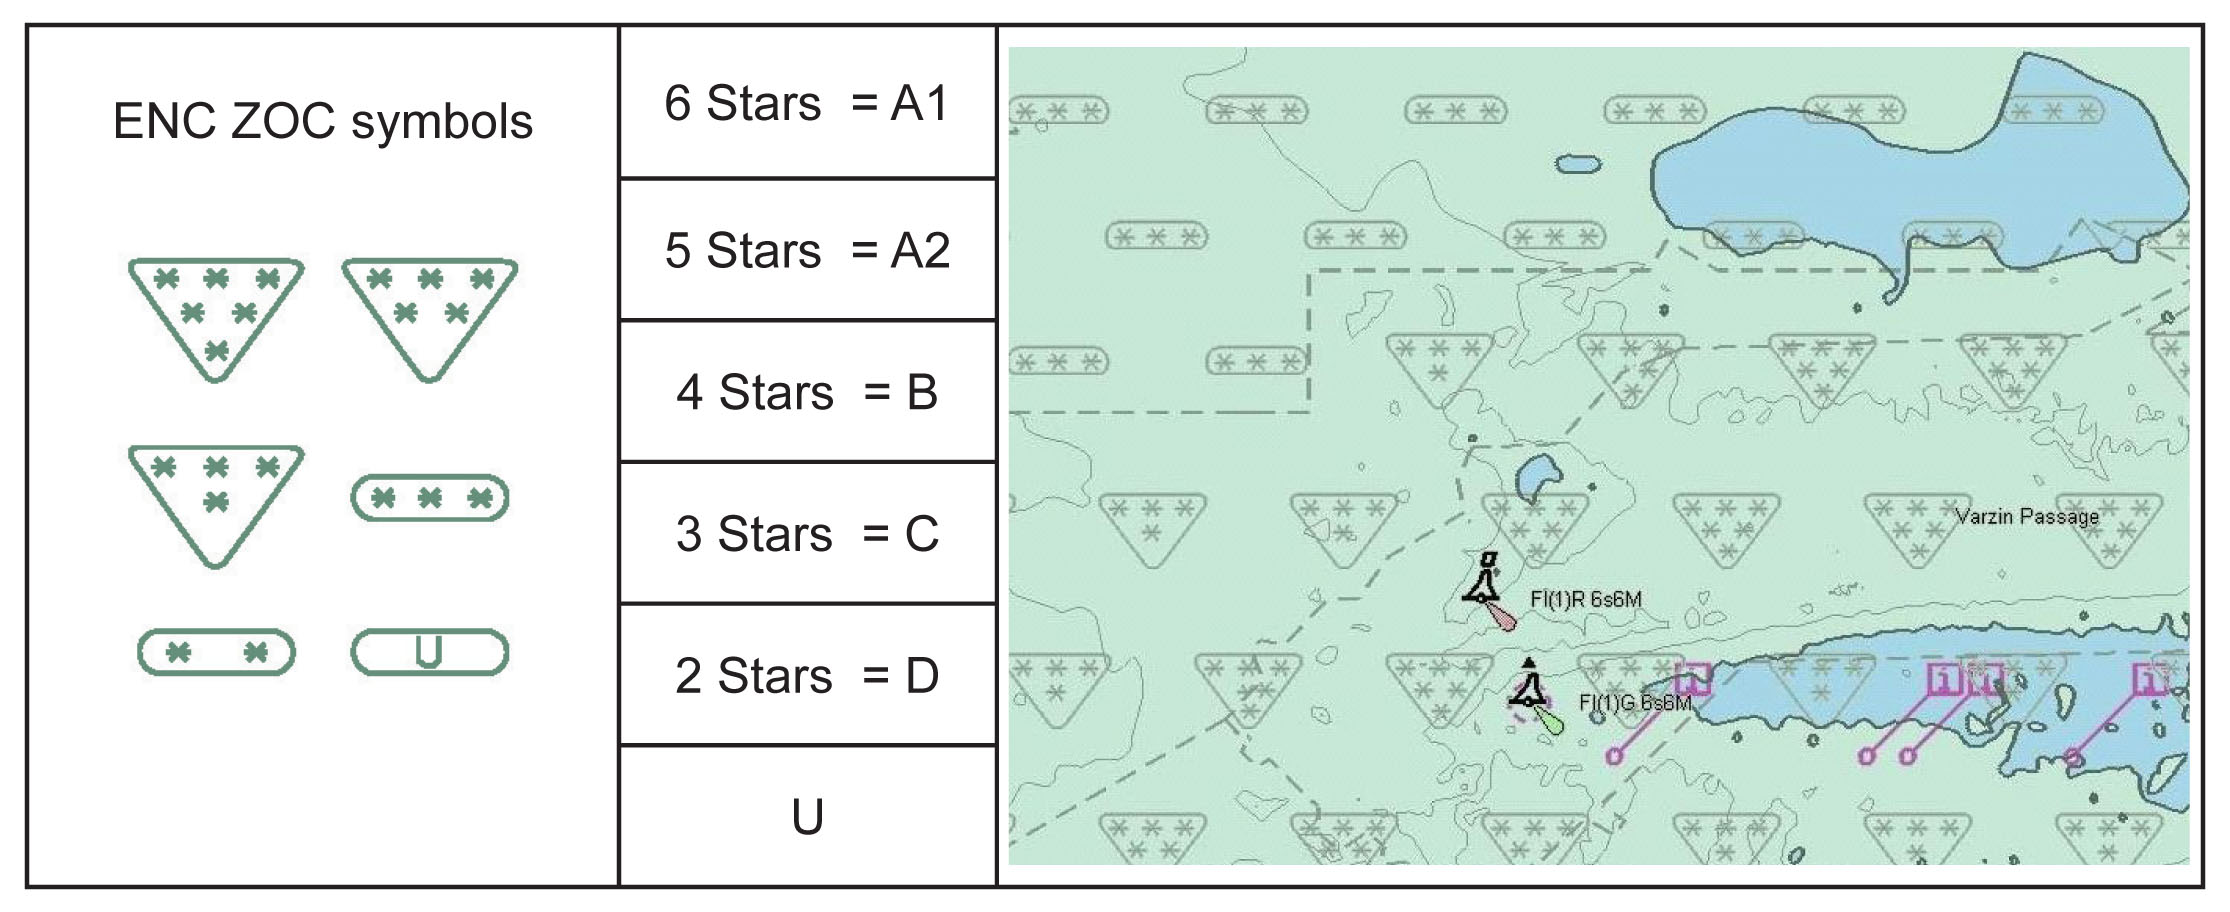 ENC ZOC symbols
U
6 Stars = A1
5 Stars = A2
4 Stars = B
3 Stars = C
2 Stars = D
U
Varzin Passage
Fl(1)R 6s6M
Fl(1)G 6s6M
i
i
i
i